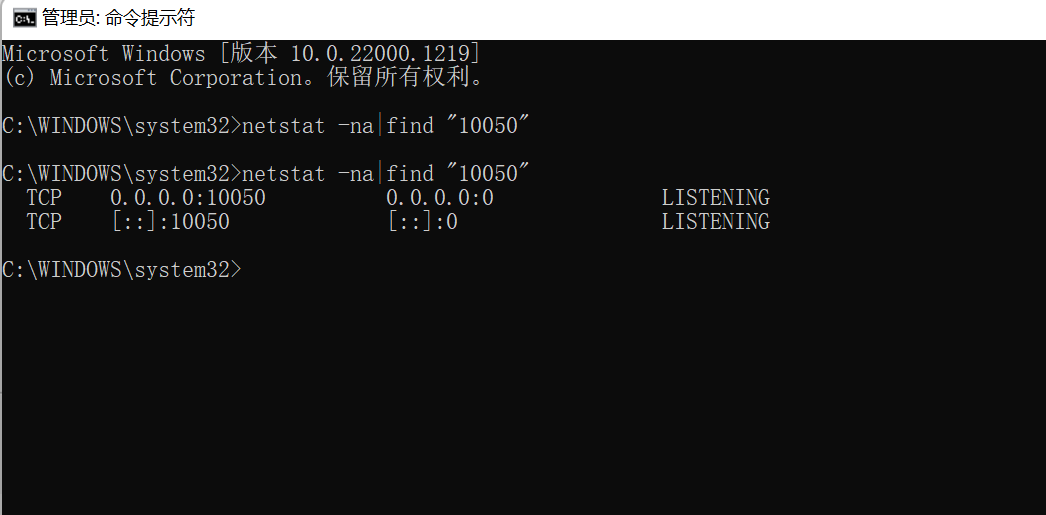 管理员: 命令提示符
Microsoft Windows [版本 10.0.22000.1219]
(c) Microsoft Corporation。保留所有权利。
C:\WINDOWS\system32>netstat -na|find "10050"
C:\WINDOWS\system32>netstat -na|find "10050"
TCP    0.0.0.0:10050          0.0.0.0:0              LISTENING
TCP    [::]:10050             [::]:0                 LISTENING
C:\WINDOWS\system32>